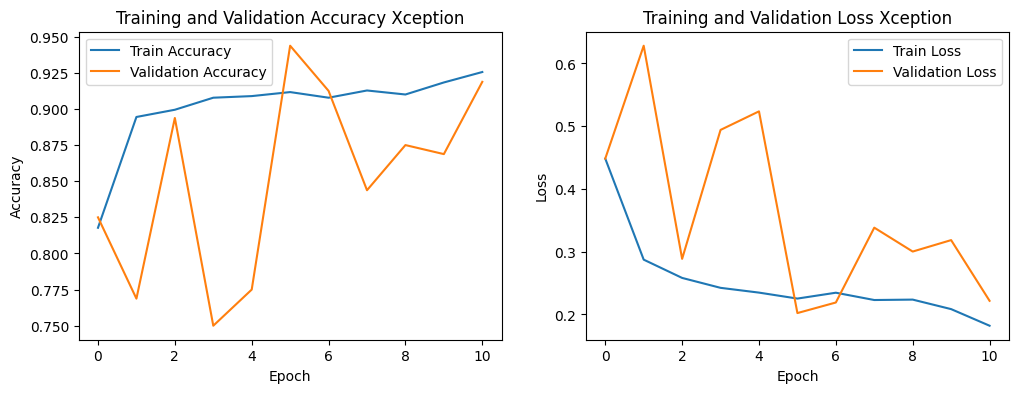 Training and Validation Accuracy Xception
Train Accuracy
Validation Accuracy
Accuracy
0.950
0.925
0.900
0.875
0.850
0.825
0.800
0.775
0.750
0 2 4 6 8 10
Epoch
Training and Validation Loss Xception
Train Loss
Validation Loss
Loss
0.6
0.5
0.4
0.3
0.2
0 2 4 6 8 10
Epoch